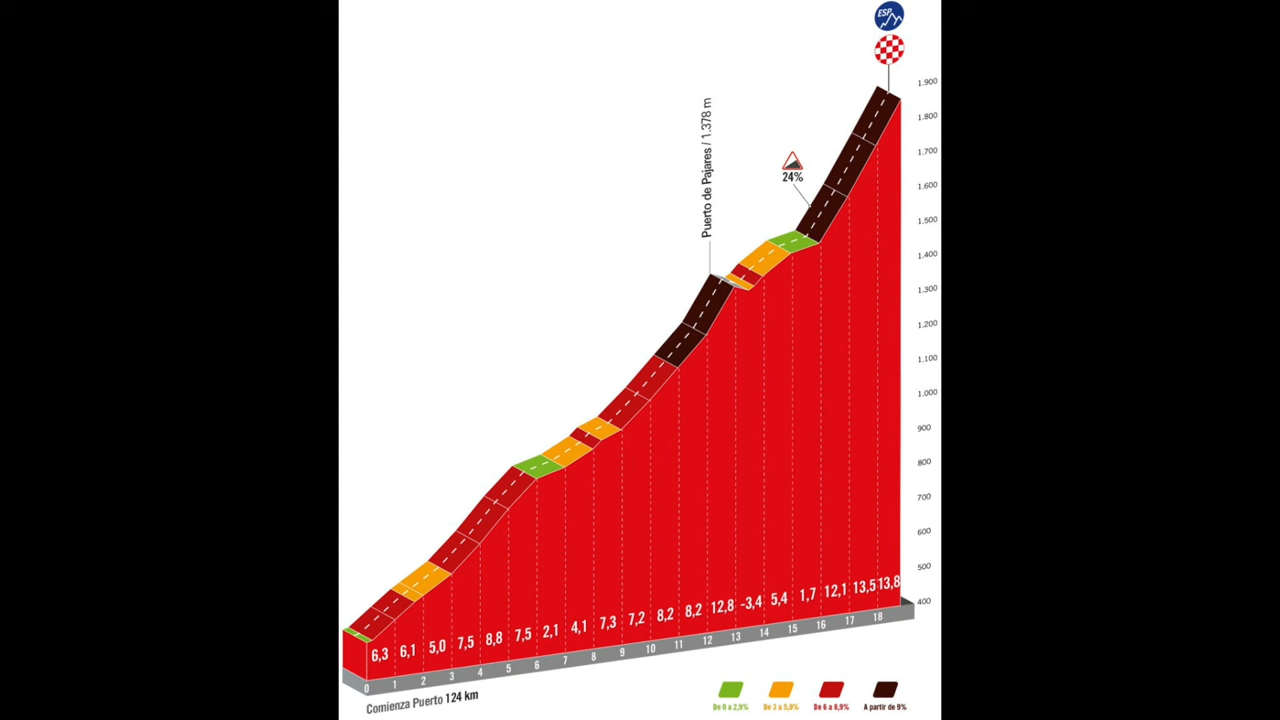 ESP
Puerto de Pajares / 1.378 m
24%
1.900
1.800
1.700
1.600
1.500
1.400
1.300
1.200
1.100
1.000
900
800
700
600
500
400
6,3 6,1 5,0 7,5 8,8 7,5 2,1 4,1 7,3 7,2 8,2 8,2 12,8 -3,4 5,4 1,7 12,1 13,5 13,8
0 1 2 3 4 5 6 7 8 9 10 11 12 13 14 15 16 17 18
Comienza Puerto 124 km
De 0 a 2,9% De 3 a 5,9% De 6 a 8,9% A partir de 9%